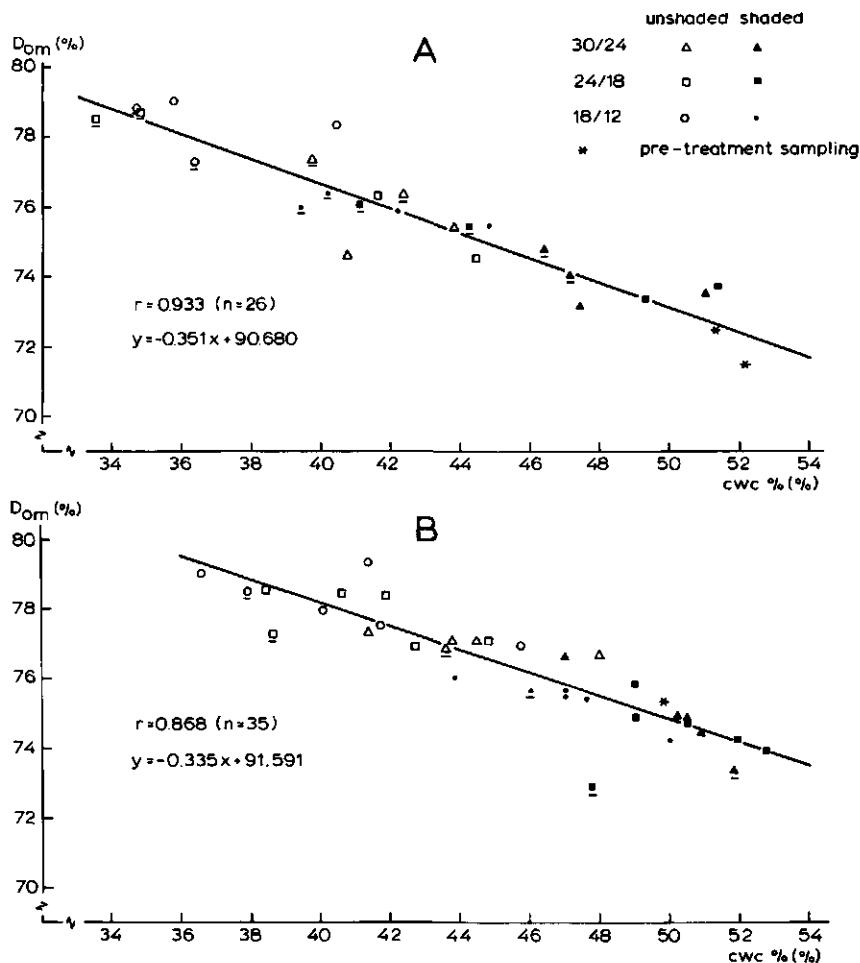 unshaded shaded
30/24
24/18
18/12
* pre-treatment sampling
A
Dom (%)
80
78
76
74
72
70
r=0.933 (n=26)
y=-0.351x+90.680
34 36 38 40 42 44 46 48 50 52 54
cwc % (%)
B
Dom (%)
80
78
76
74
72
70
r=0.868 (n=35)
y=-0.335x+91.591
34 36 38 40 42 44 46 48 50 52 54
cwc % (%)